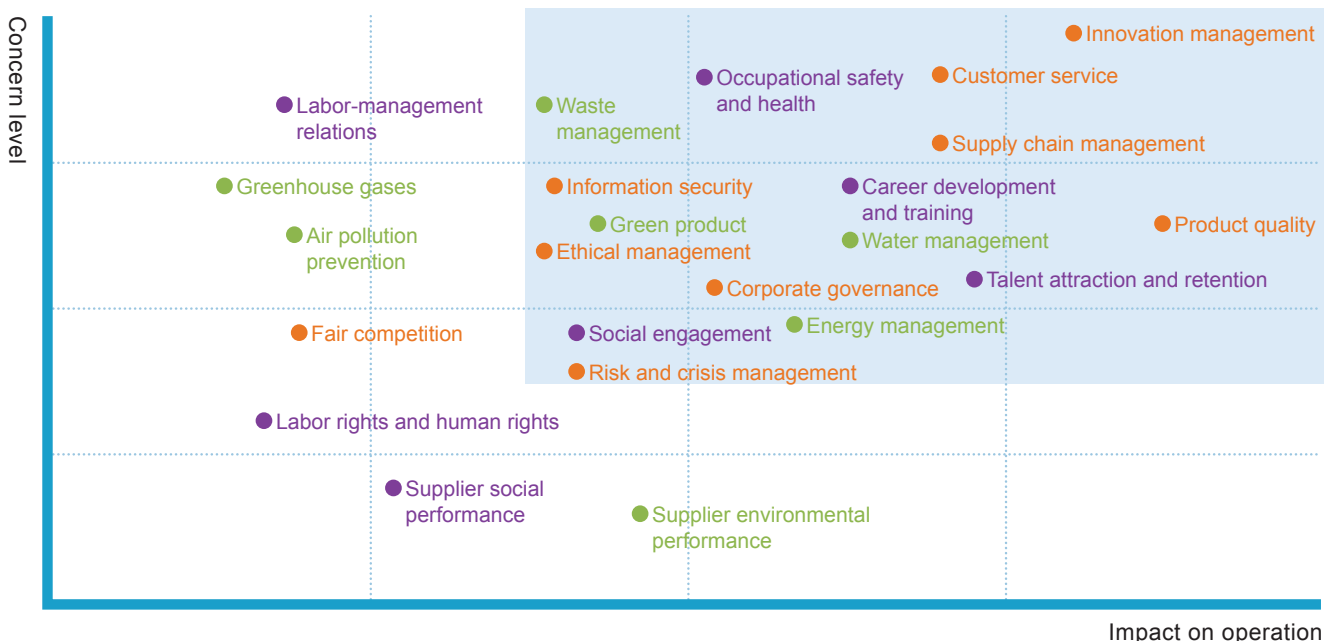 Concern level
Innovation management
Occupational safety
and health
Customer service
Labor-management
relations
Waste
management
Supply chain management
Greenhouse gases
Information security
Career development
and training
Green product
Product quality
Air pollution
prevention
Ethical management
Water management
Corporate governance
Talent attraction and retention
Fair competition
Social engagement
Energy management
Risk and crisis management
Labor rights and human rights
Supplier social
performance
Supplier environmental
performance
Impact on operation